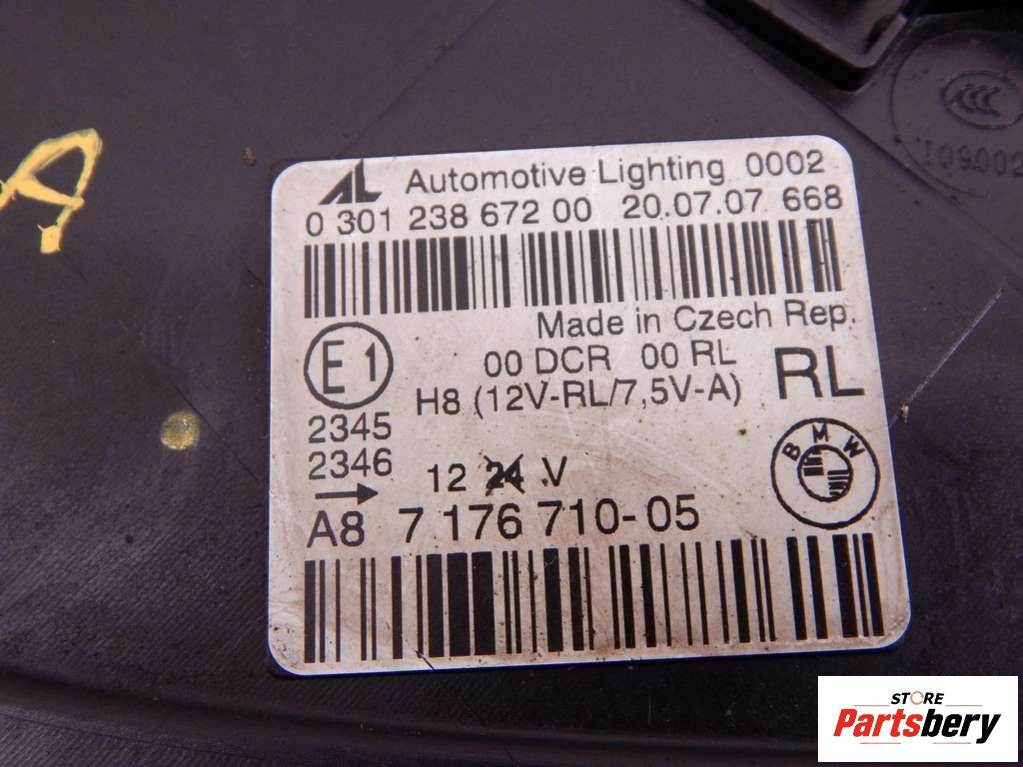 A
AL Automotive Lighting 0002
0 301 238 672 00 20.07.07 668
Made in Czech Rep.
E1 00 DCR 00 RL RL
H8 (12V-RL/7,5V-A)
2345
2346 12 24 V
BMW
A8 7 176 710-05
CCC
STORE
Partsbery